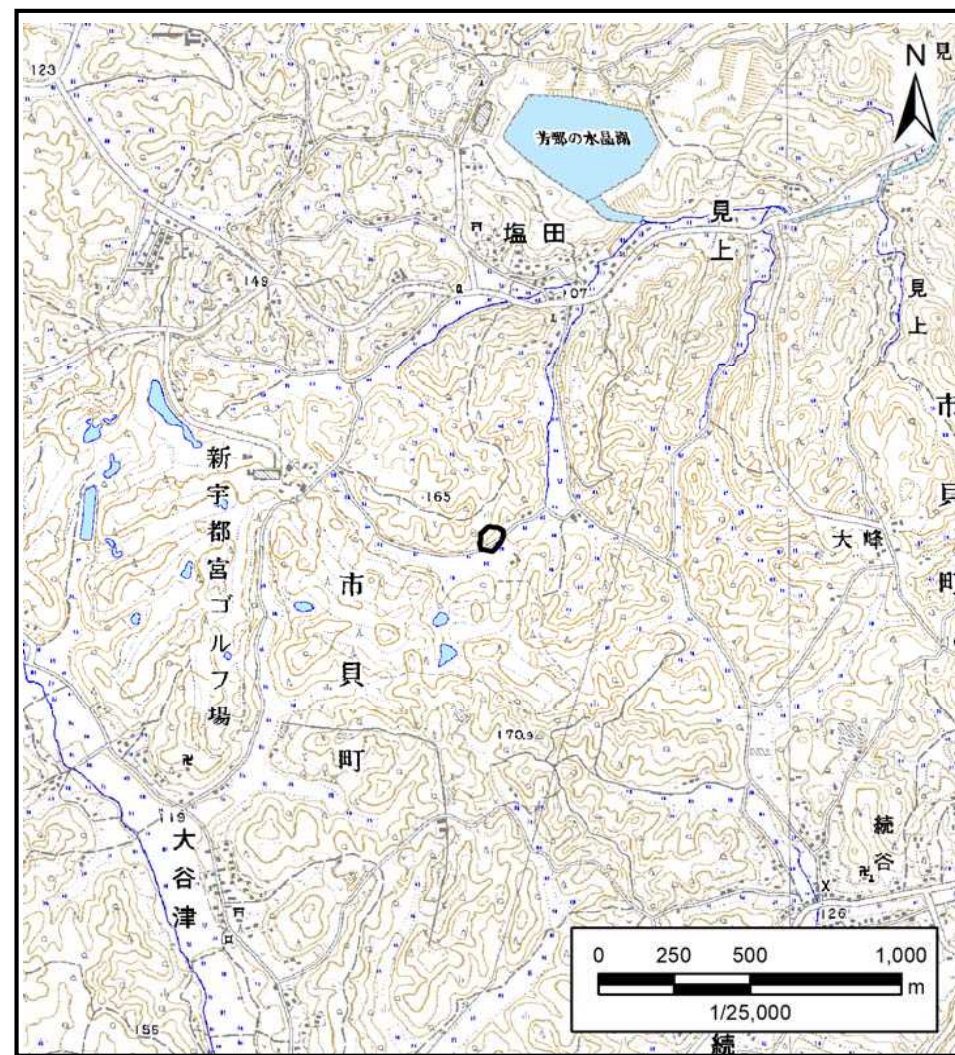 N
見
123
芳那の水晶湖
塩田
見上
149
107
見上
新宇都宮ゴルフ場
165
市貝町
大峰
市貝町
170.9
119
大谷津
続谷
126
155
続
0 250 500 1,000
m
1/25,000